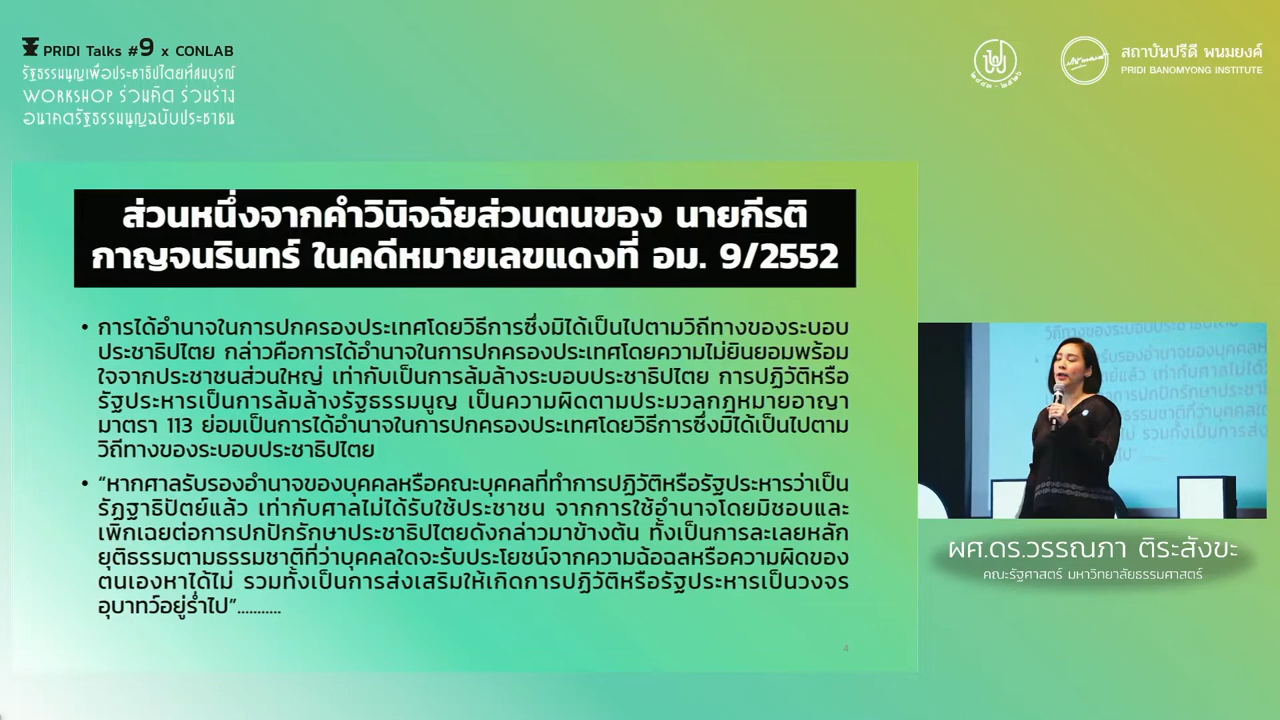 PRIDI Talks #9 x CONLAB
รัฐธรรมนูญเพื่อประชาธิปไตยที่สมบูรณ์
WORKSHOP ร่วมคิด ร่วมร่าง
อนาคตรัฐธรรมนูญฉบับประชาชน
๒๔๔๓ - ๒๕๒๖
สถาบันปรีดี พนมยงค์
PRIDI BANOMYONG INSTITUTE
ส่วนหนึ่งจากคำวินิจฉัยส่วนตนของ นายกีรติ
กาญจนรินทร์ ในคดีหมายเลขแดงที่ อม. 9/2552
• การได้อำนาจในการปกครองประเทศโดยวิธีการซึ่งมิได้เป็นไปตามวิถีทางของระบอบ
ประชาธิปไตย กล่าวคือการได้อำนาจในการปกครองประเทศโดยความไม่ยินยอมพร้อม
ใจจากประชาชนส่วนใหญ่ เท่ากับเป็นการล้มล้างระบอบประชาธิปไตย การปฏิวัติหรือ
รัฐประหารเป็นการล้มล้างรัฐธรรมนูญ เป็นความผิดตามประมวลกฎหมายอาญา
มาตรา 113 ย่อมเป็นการได้อำนาจในการปกครองประเทศโดยวิธีการซึ่งมิได้เป็นไปตาม
วิถีทางของระบอบประชาธิปไตย
• “หากศาลรับรองอำนาจของบุคคลหรือคณะบุคคลที่ทำการปฏิวัติหรือรัฐประหารว่าเป็น
รัฏฐาธิปัตย์แล้ว เท่ากับศาลไม่ได้รับใช้ประชาชน จากการใช้อำนาจโดยมิชอบและ
เพิกเฉยต่อการปกปักรักษาประชาธิปไตยดังกล่าวมาข้างต้น ทั้งเป็นการละเลยหลัก
ยุติธรรมตามธรรมชาติที่ว่าบุคคลใดจะรับประโยชน์จากความฉ้อฉลหรือความผิดของ
ตนเองหาได้ไม่ รวมทั้งเป็นการส่งเสริมให้เกิดการปฏิวัติหรือรัฐประหารเป็นวงจร
อุบาทว์อยู่ร่ำไป”...........
4
ผศ.ดร.วรรณภา ติระสังขะ
คณะรัฐศาสตร์ มหาวิทยาลัยธรรมศาสตร์